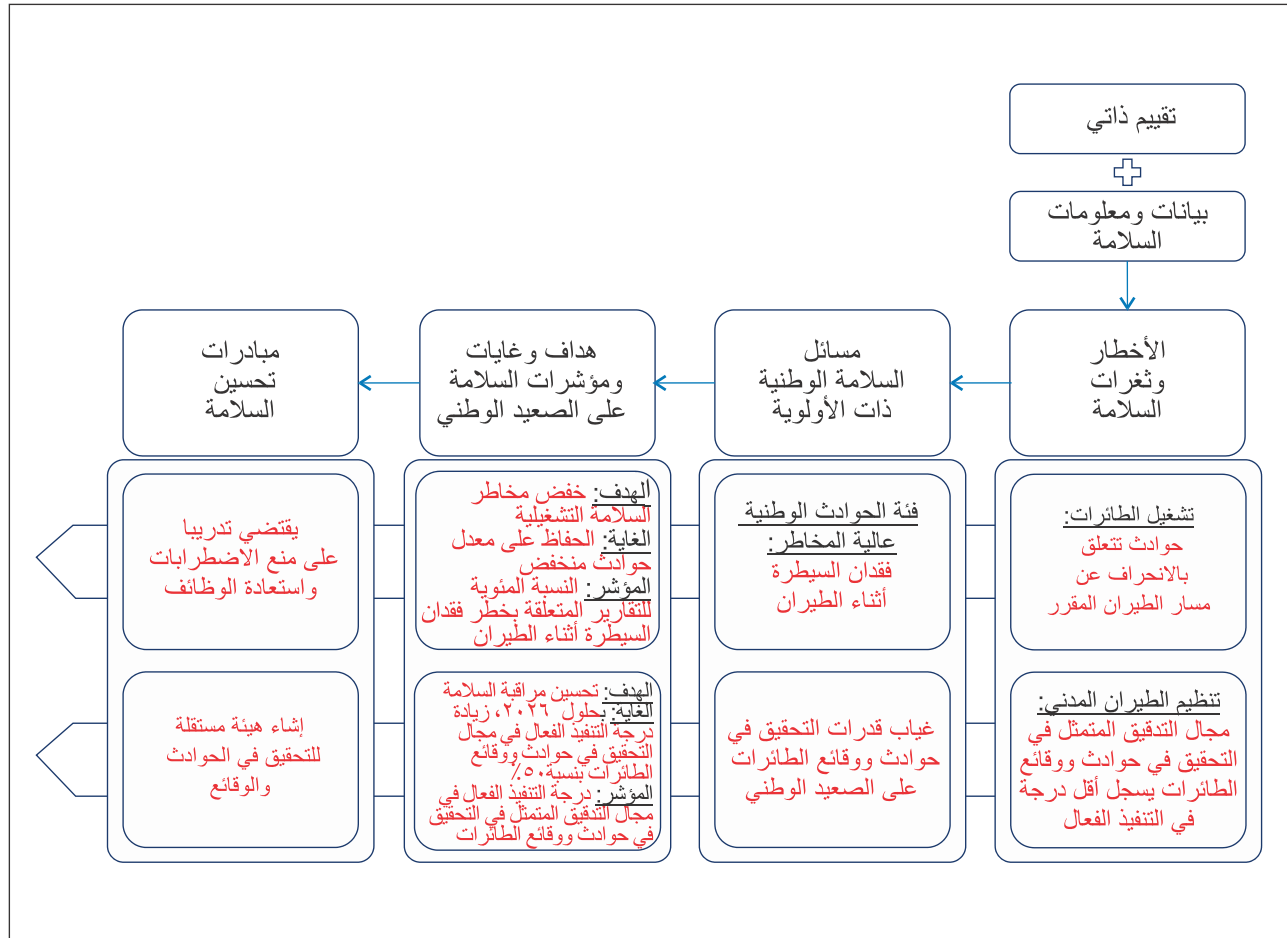 تقييم ذاتي
بيانات ومعلومات
السلامة
الأخطار
وثغرات
السلامة
مسائل
السلامة الوطنية
ذات الأولوية
هداف وغايات
ومؤشرات السلامة
على الصعيد الوطني
مبادرات
تحسين
السلامة
تشغيل الطائرات:
حوادث تتعلق
بالانحراف عن
مسار الطيران المقرر
فئة الحوادث الوطنية
عالية المخاطر:
فقدان السيطرة
أثناء الطيران
الهدف: خفض مخاطر
السلامة التشغيلية
الغاية: الحفاظ على معدل
حوادث منخفض
المؤشر: النسبة المئوية
للتقارير المتعلقة بخطر فقدان
السيطرة أثناء الطيران
يقتضي تدريبا
على منع الاضطرابات
واستعادة الوظائف
تنظيم الطيران المدني:
مجال التدقيق المتمثل في
التحقيق في حوادث ووقائع
الطائرات يسجل أقل درجة
في التنفيذ الفعال
غياب قدرات التحقيق في
حوادث ووقائع الطائرات
على الصعيد الوطني
الهدف: تحسين مراقبة السلامة
الغاية: بحلول ٢٠٢٦، زيادة
درجة التنفيذ الفعال في مجال
التحقيق في حوادث ووقائع
الطائرات بنسبة ٥٠٪
المؤشر: درجة التنفيذ الفعال في
مجال التدقيق المتمثل في التحقيق
في حوادث ووقائع الطائرات
إشاء هيئة مستقلة
للتحقيق في الحوادث
والوقائع